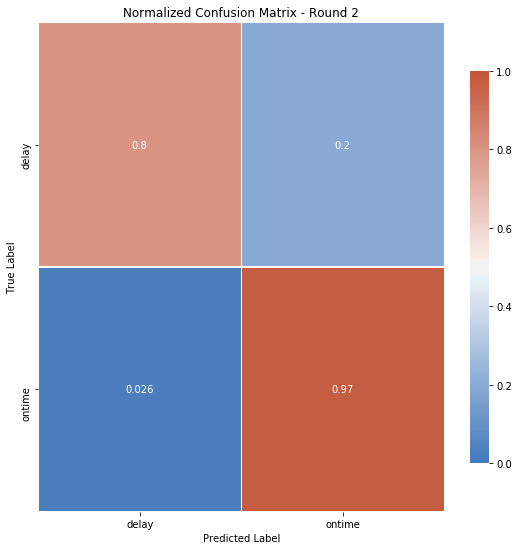 Normalized Confusion Matrix - Round 2
True Label
delay
ontime
0.8
0.2
0.026
0.97
delay
ontime
Predicted Label
1.0
0.8
0.6
0.4
0.2
0.0